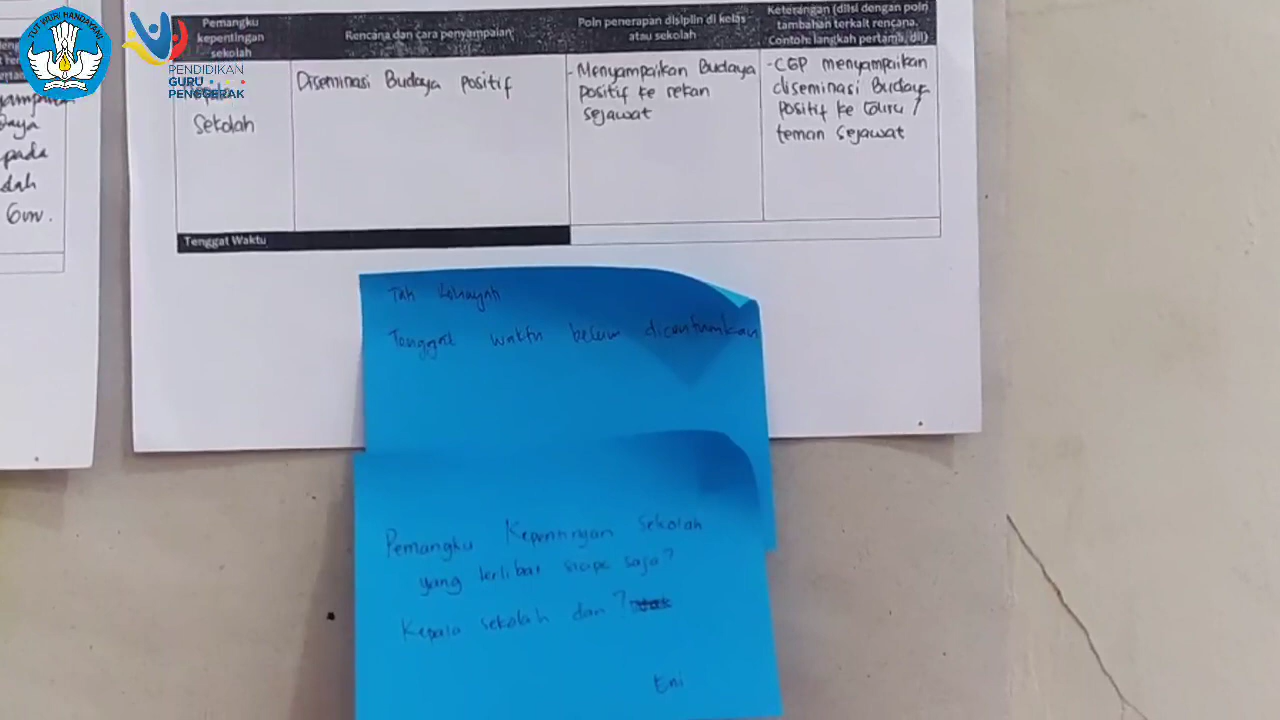 TUT WURI HANDAYANI
PENDIDIKAN
GURU
PENGGERAK
Pemangku
kepentingan
sekolah
Rencana dan cara penyampaian
Poin penerapan disiplin di kelas
atau sekolah
Keterangan (diisi dengan poin
tambahan terkait rencana.
Contoh: langkah pertama, dll)
Sekolah
Diseminasi Budaya positif
- Menyampaikan Budaya
positif ke rekan
sejawat
- CGP menyampaikan
diseminasi Budaya
Positif ke Guru /
teman sejawat
Tenggat Waktu
pada
Tenggat waktu belum dicantumkan
Pemangku Kepentingan Sekolah
yang terlibat siapa saja?
Kepala sekolah dan ?
Eni